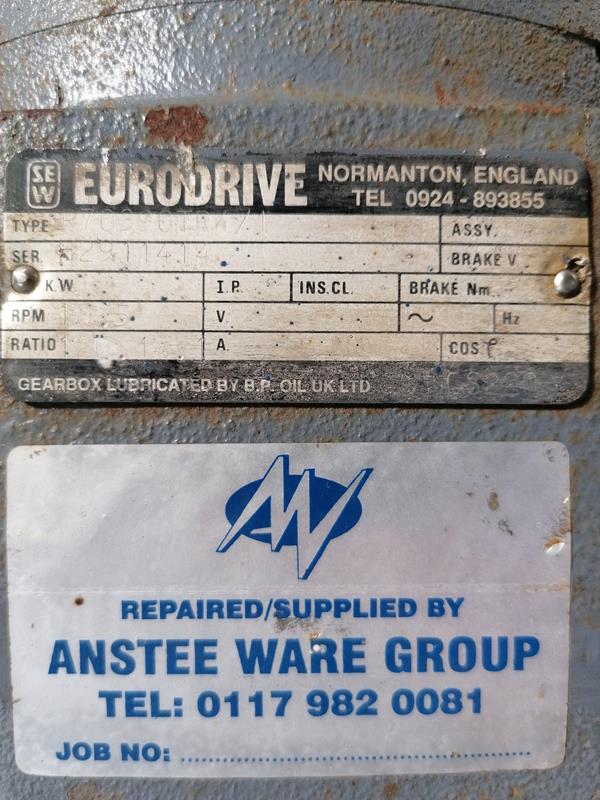 SEW EURODRIVE NORMANTON, ENGLAND
TEL 0924 - 893855
TYPE ASSY.
SER. BRAKE V
K.W I.P. INS.CL. BRAKE Nm
RPM V. ~ Hz
RATIO A. COS φ
GEARBOX LUBRICATED BY B.P. OIL UK LTD
AW
REPAIRED/SUPPLIED BY
ANSTEE WARE GROUP
TEL: 0117 982 0081
JOB NO: ................................................